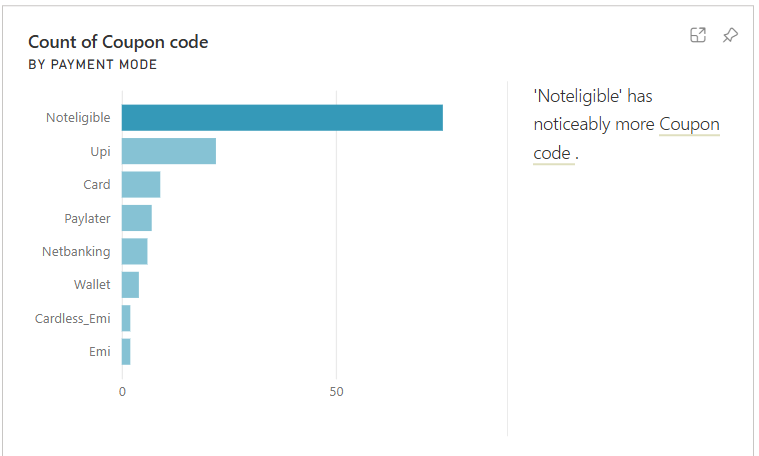 Count of Coupon code
BY PAYMENT MODE
Noteligible
Upi
Card
Paylater
Netbanking
Wallet
Cardless_Emi
Emi
0
50
'Noteligible' has
noticeably more Coupon
code .